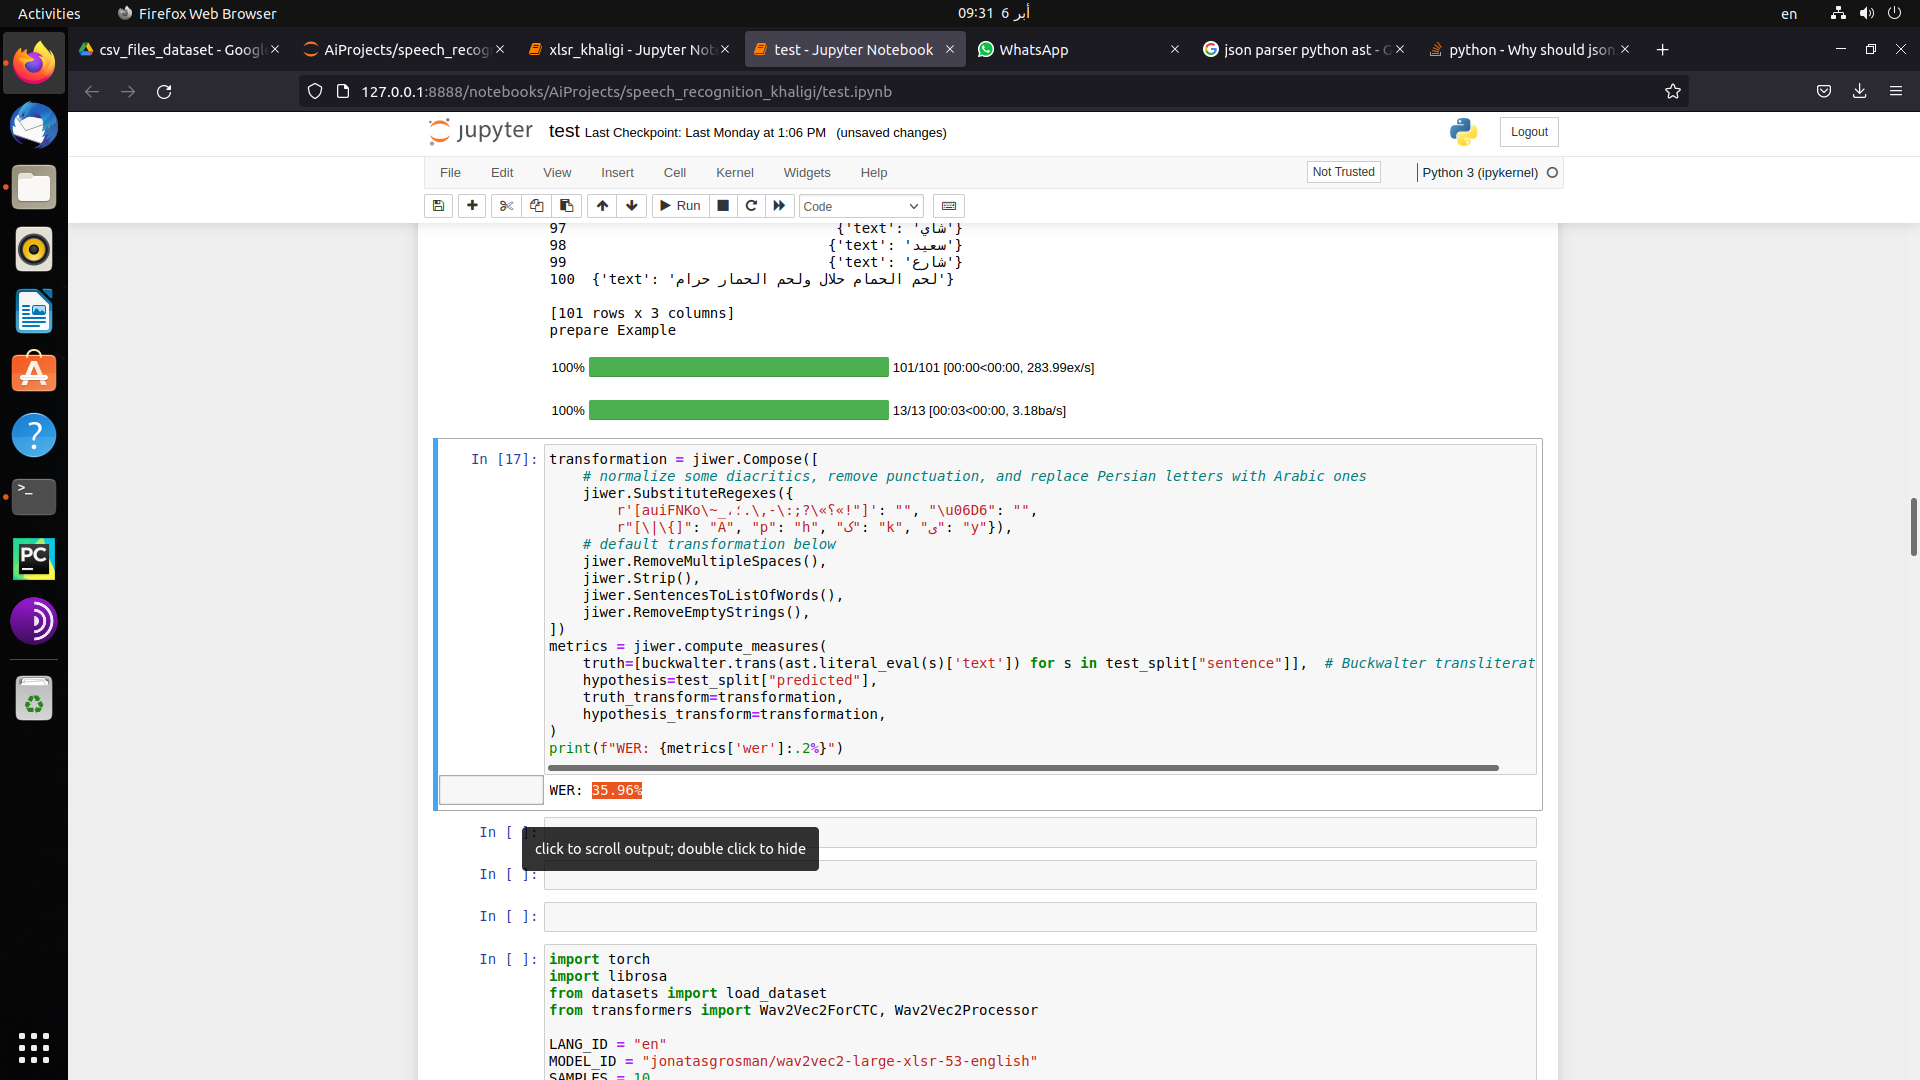 Activities
Firefox Web Browser
09:31 6 أبر
en
csv_files_dataset - Google
AiProjects/speech_recog
xlsr_khaligi - Jupyter Not
test - Jupyter Notebook
WhatsApp
json parser python ast - G
python - Why should json
127.0.0.1:8888/notebooks/AiProjects/speech_recognition_khaligi/test.ipynb
jupyter test Last Checkpoint: Last Monday at 1:06 PM (unsaved changes)
Logout
File Edit View Insert Cell Kernel Widgets Help
Not Trusted
Python 3 (ipykernel)
Run
Code
97 {'text': 'شاي'}
98 {'text': 'سعيد'}
99 {'text': 'شارع'}
100 {'text': 'لحم الحمام حلال ولحم الحمار حرام'}
[101 rows x 3 columns]
prepare Example
100% 101/101 [00:00<00:00, 283.99ex/s]
100% 13/13 [00:03<00:00, 3.18ba/s]
In [17]: transformation = jiwer.Compose([
# normalize some diacritics, remove punctuation, and replace Persian letters with Arabic ones
jiwer.SubstituteRegexes({
r'[auiFNKo\~_،؛.\,-\:;?\»؟«!"]': "", "\u06D6": "",
r"[\|\{]": "A", "p": "h", "ک": "k", "ی": "y"}),
# default transformation below
jiwer.RemoveMultipleSpaces(),
jiwer.Strip(),
jiwer.SentencesToListOfWords(),
jiwer.RemoveEmptyStrings(),
])
metrics = jiwer.compute_measures(
truth=[buckwalter.trans(ast.literal_eval(s)['text']) for s in test_split["sentence"]], # Buckwalter transliterat
hypothesis=test_split["predicted"],
truth_transform=transformation,
hypothesis_transform=transformation,
)
print(f"WER: {metrics['wer']:.2%}")
WER: 35.96%
In [ ]:
click to scroll output; double click to hide
In [ ]:
In [ ]:
In [ ]: import torch
import librosa
from datasets import load_dataset
from transformers import Wav2Vec2ForCTC, Wav2Vec2Processor
LANG_ID = "en"
MODEL_ID = "jonatasgrosman/wav2vec2-large-xlsr-53-english"
SAMPLES = 10